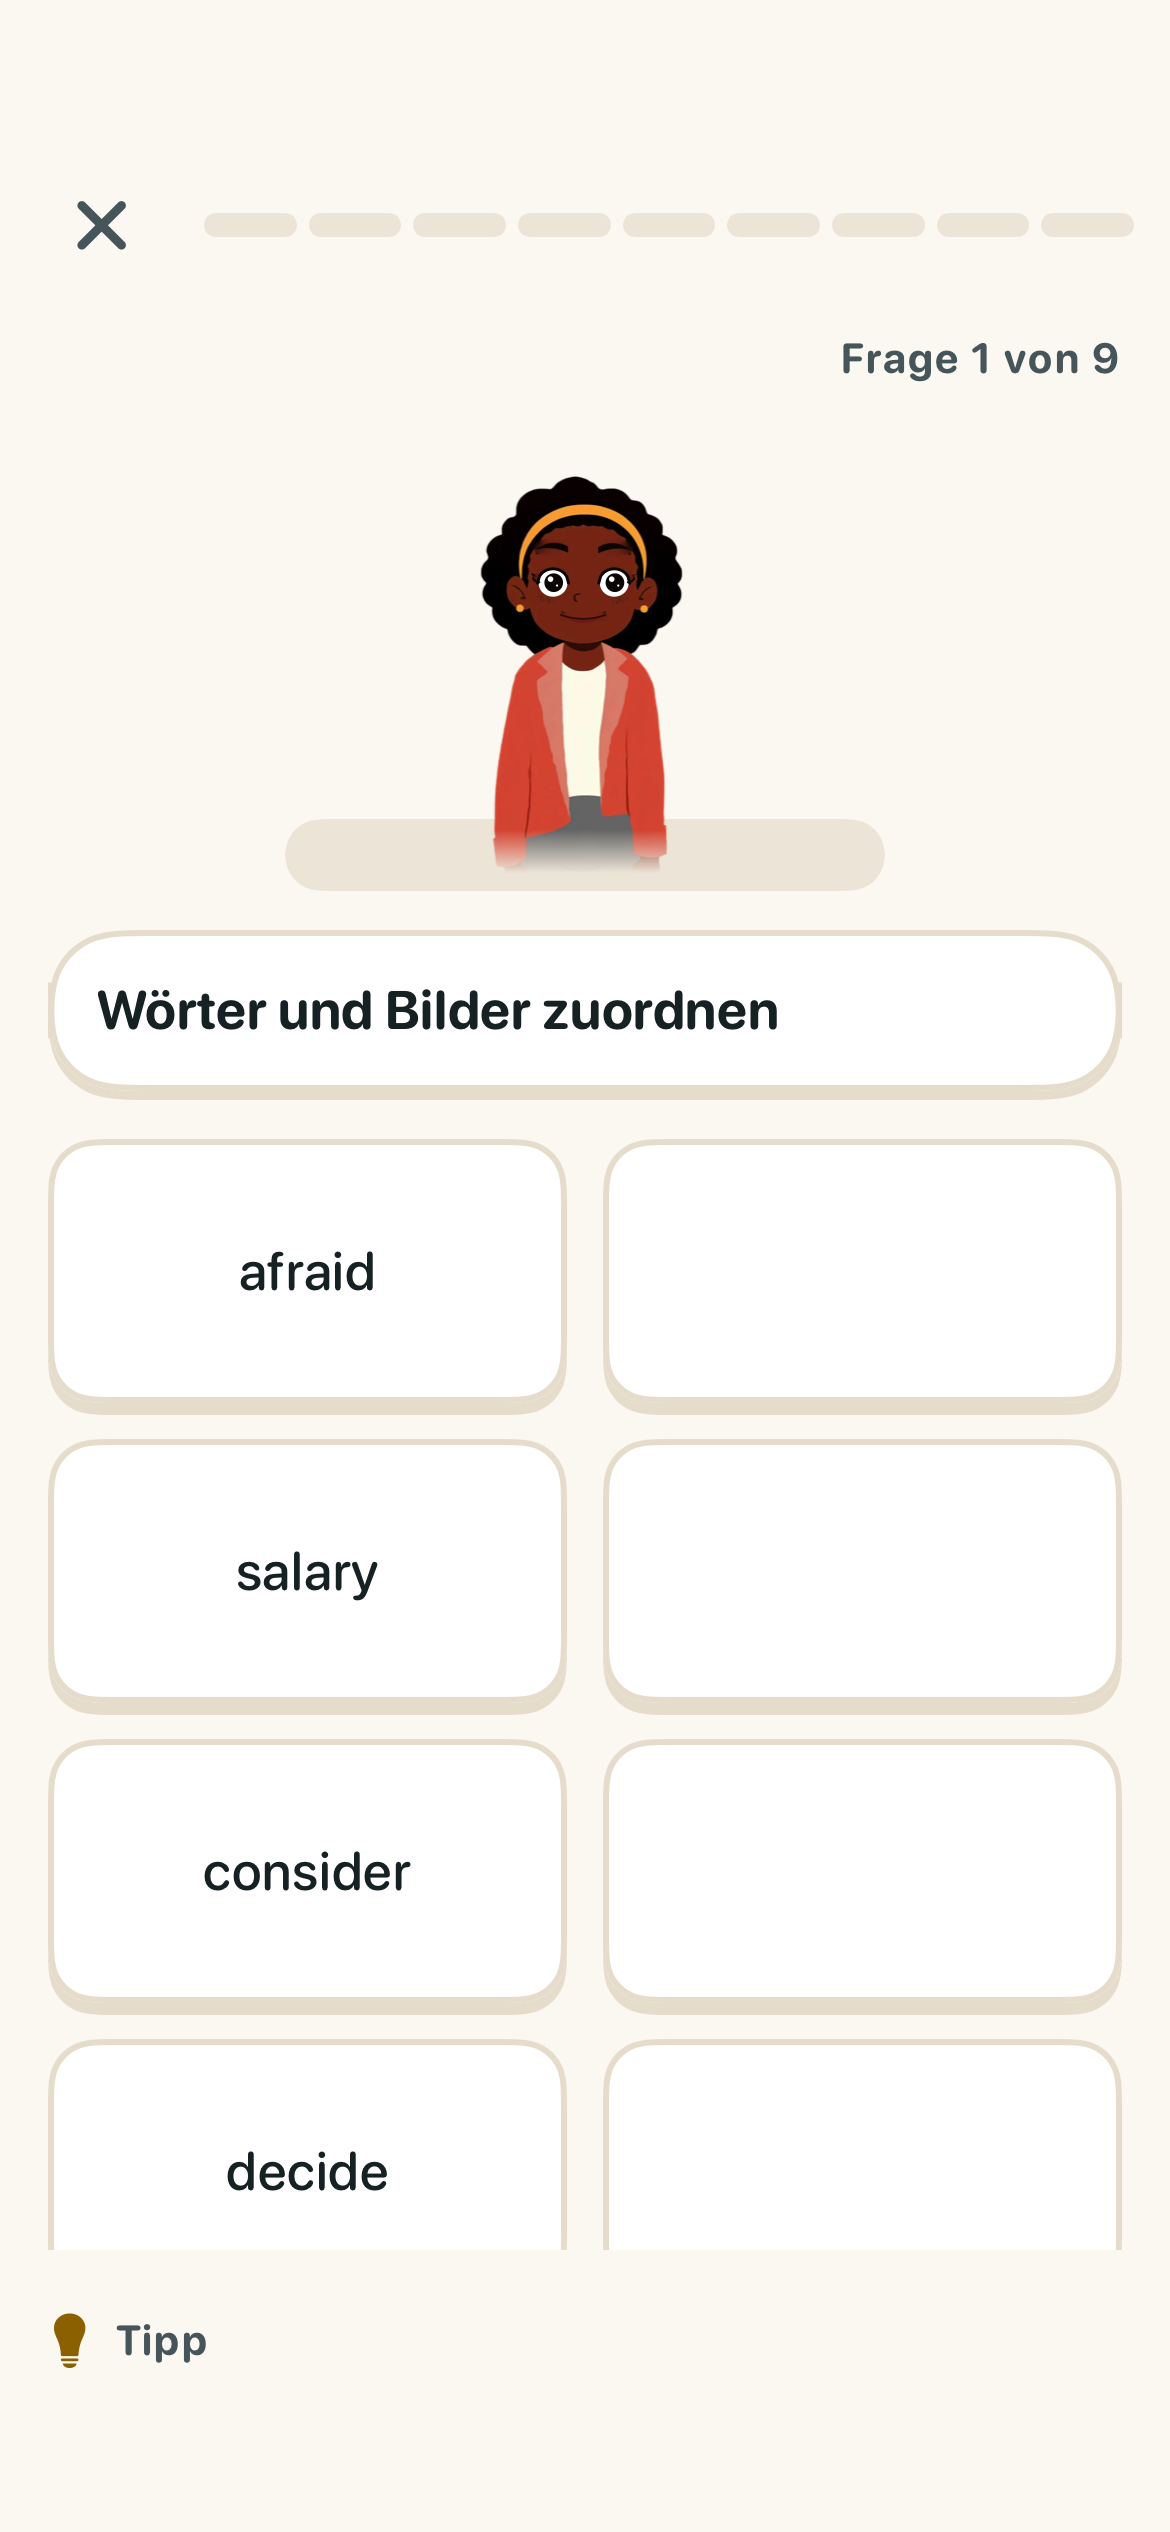 Frage 1 von 9
Wörter und Bilder zuordnen
afraid
salary
consider
decide
Tipp